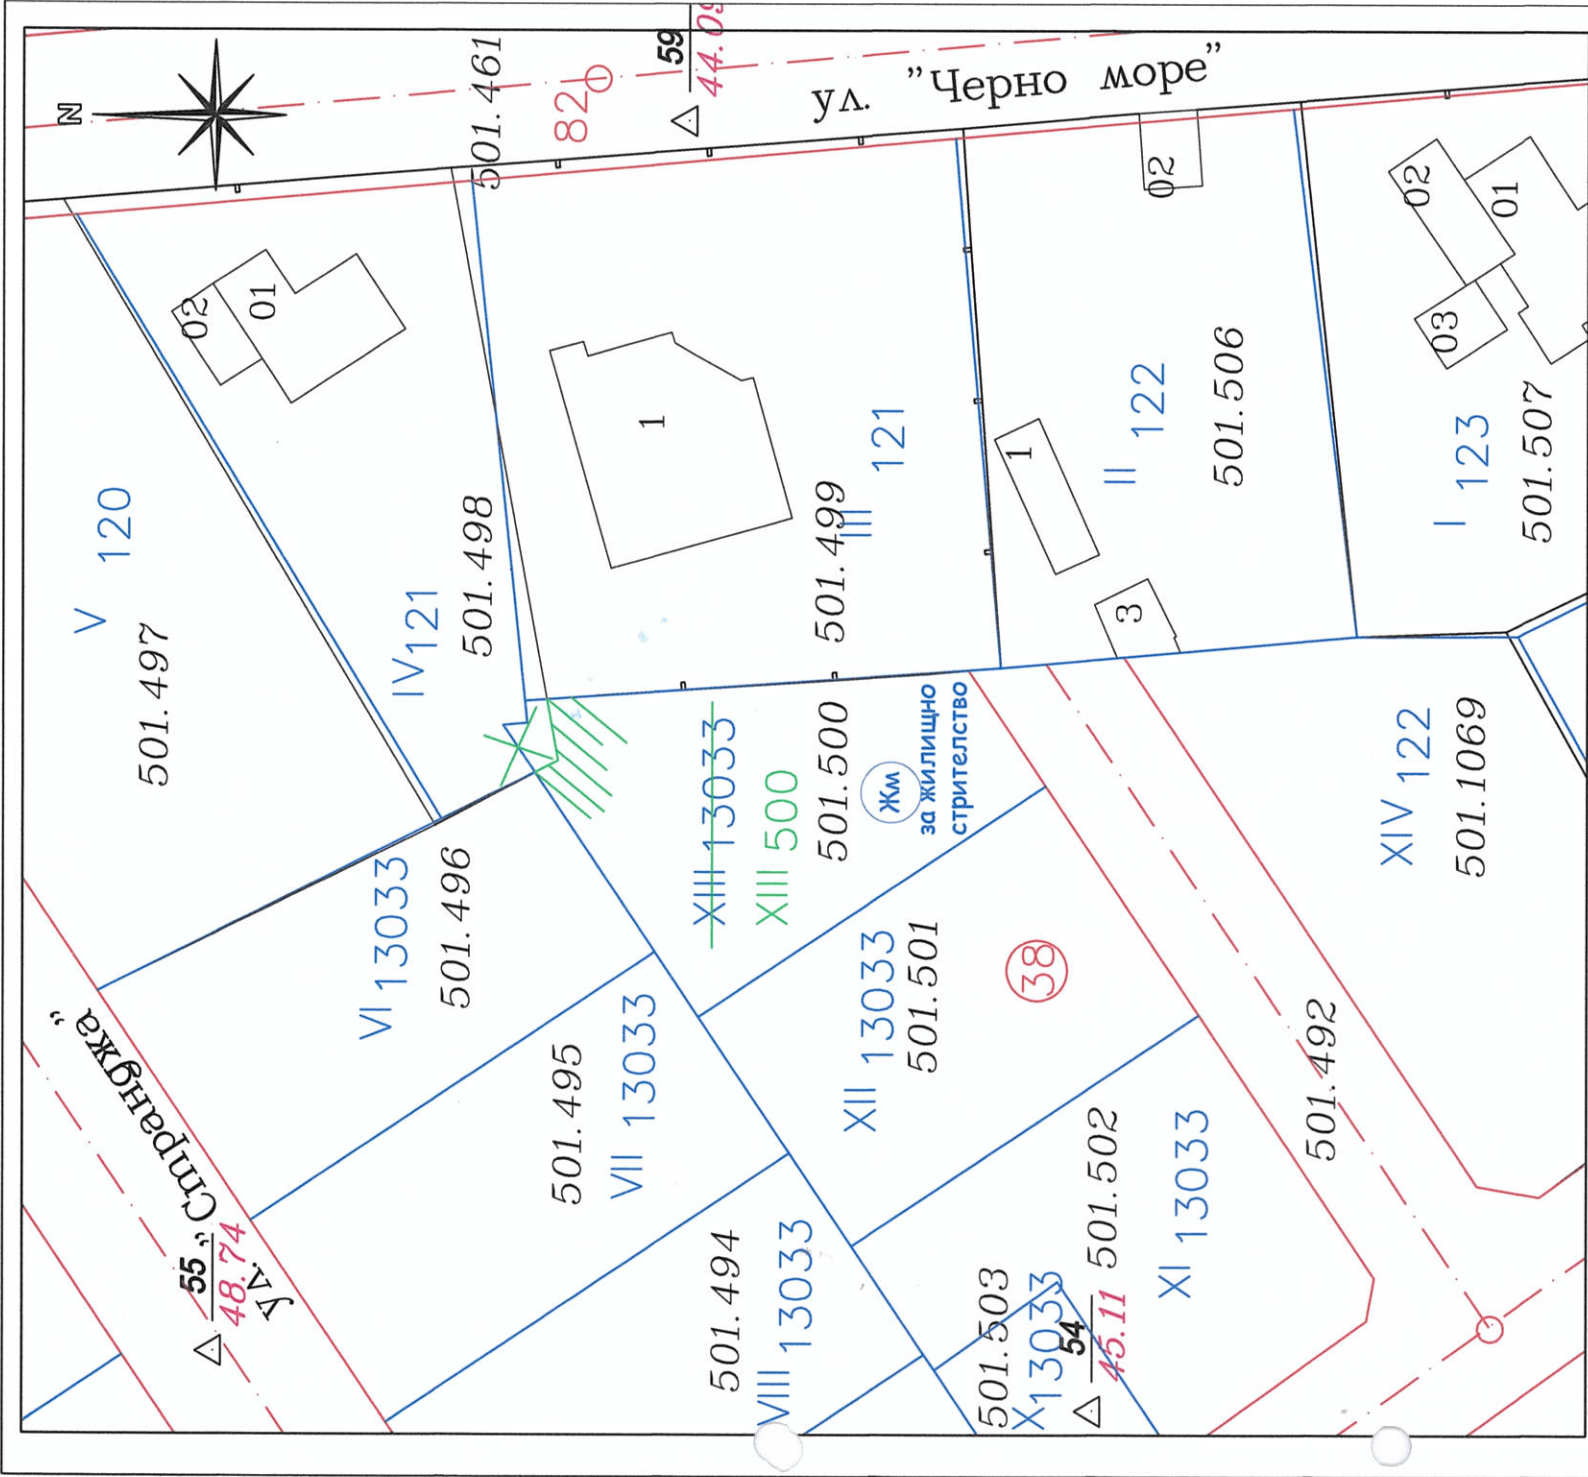 N
501.461
82
59
44.09
ул. "Черно море"
V 120
501.497
02
01
IV 121
501.498
1
501.499
III 121
02
1
3
II 122
501.506
02
01
03
I 123
501.507
VI 13033
501.496
XIII 13033
XIII 500
501.500
Жм
за жилищно
стрителство
XIV 122
501.1069
ул. „Странджа"
55
48.74
501.495
VII 13033
XII 13033
501.501
38
501.492
501.494
VIII 13033
501.503
X 13033
54
45.11
501.502
XI 13033